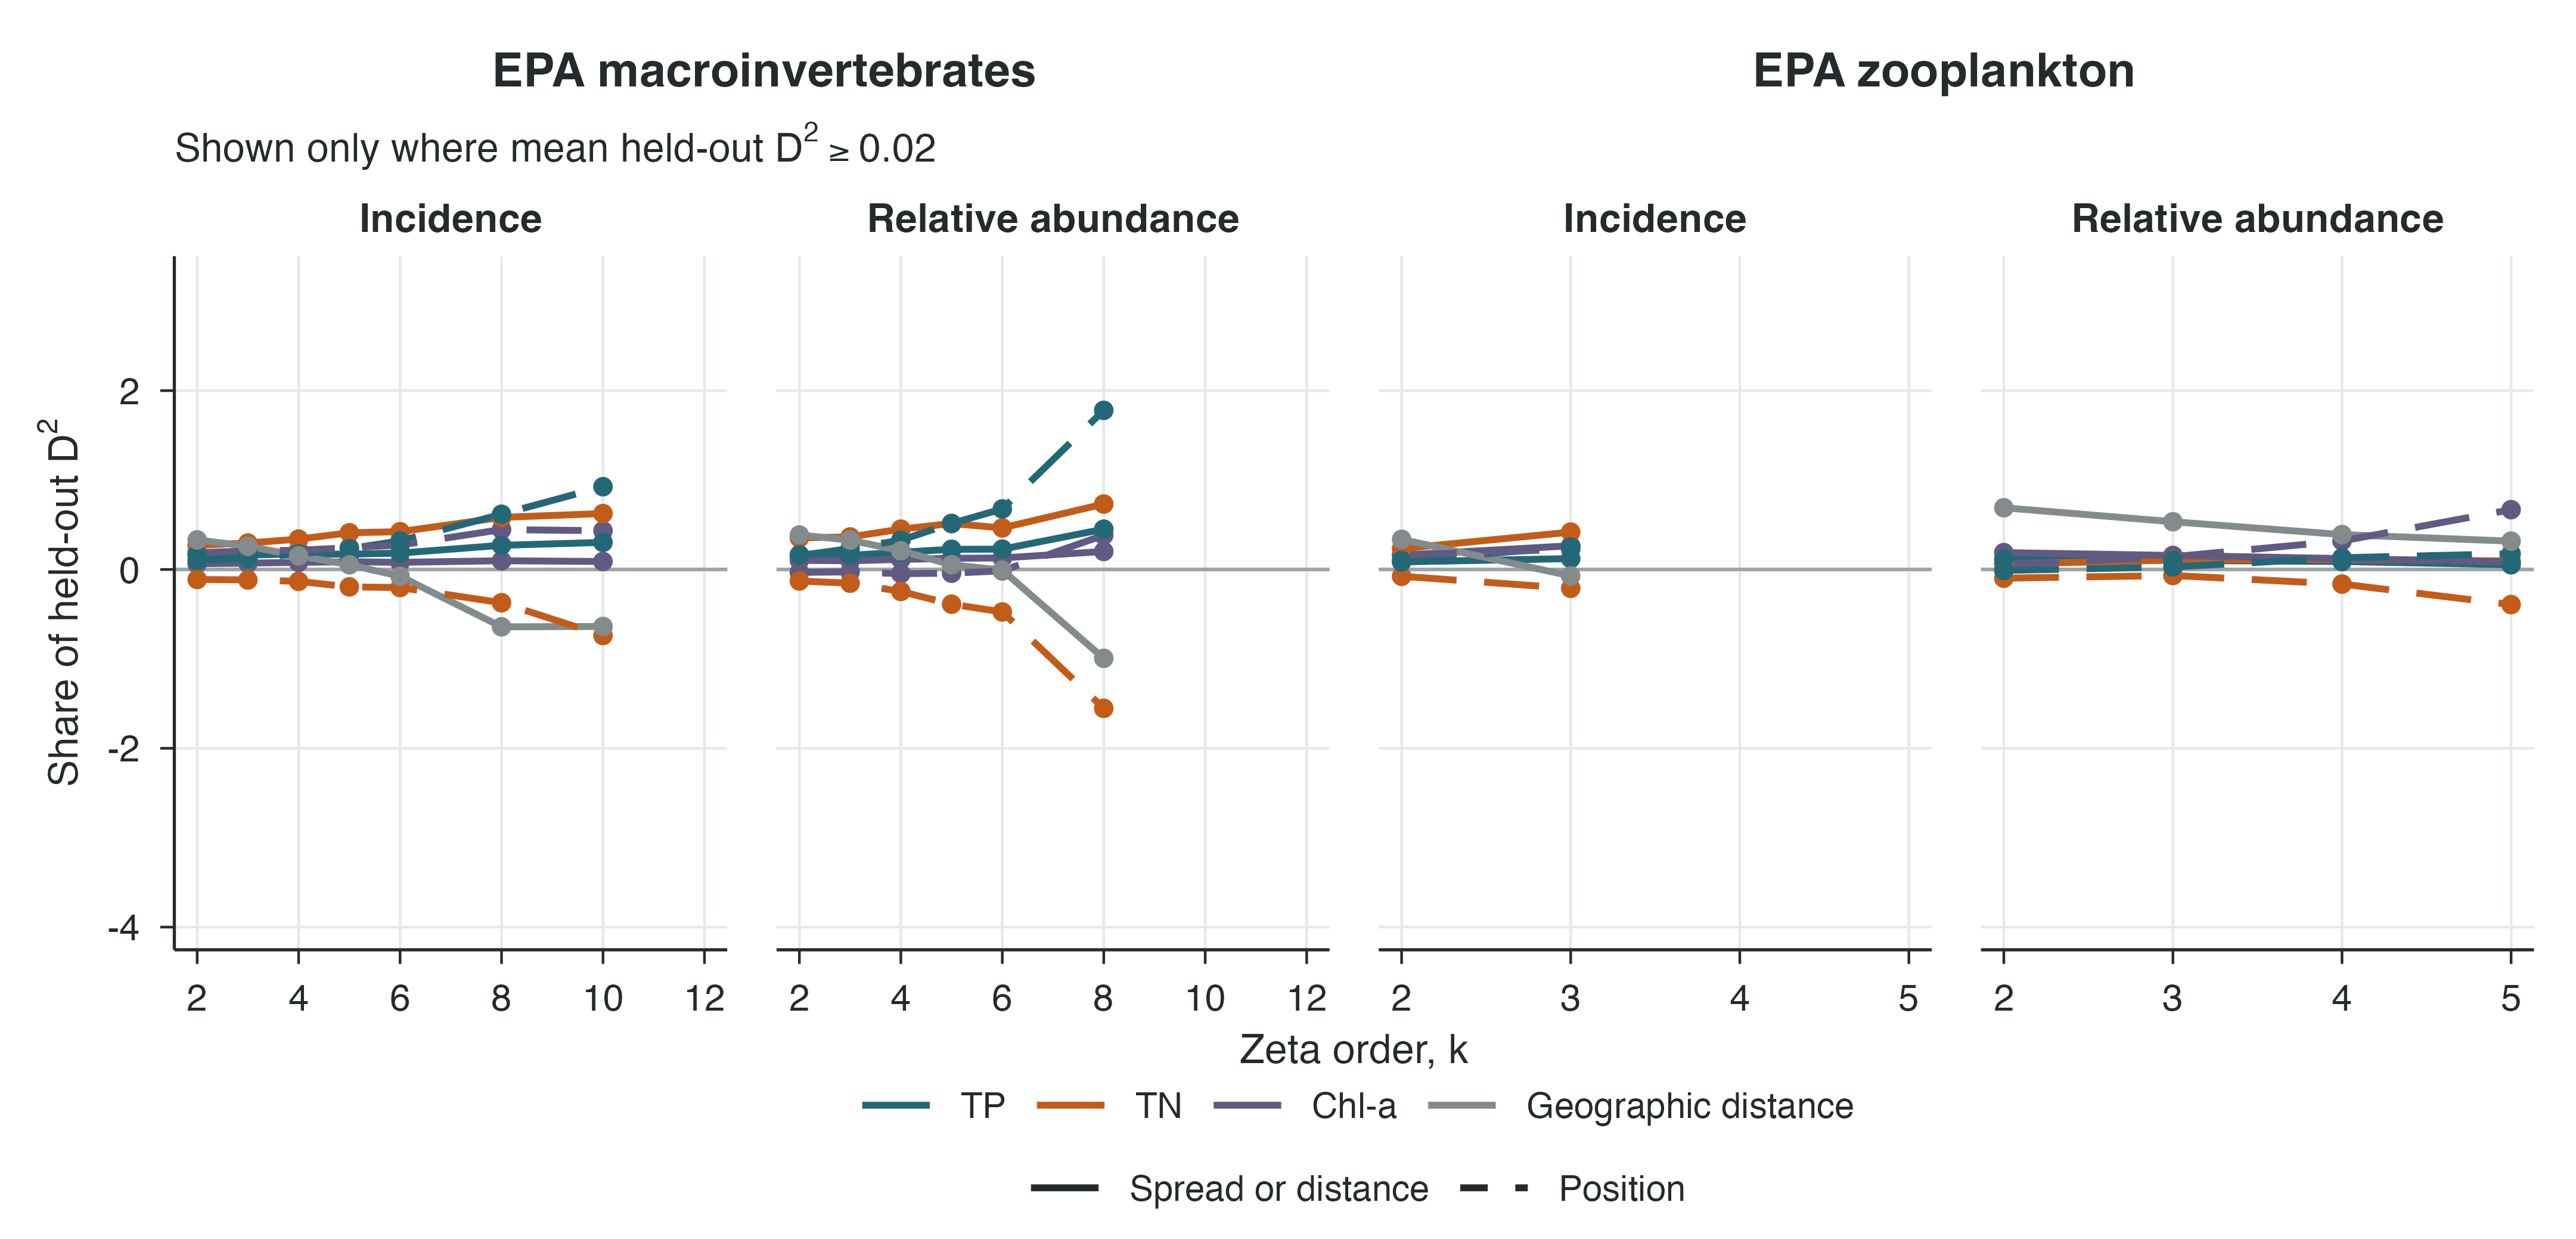 EPA macroinvertebrates
EPA zooplankton
Shown only where mean held-out D² ≥ 0.02
Incidence
Relative abundance
Incidence
Relative abundance
Share of held-out D²
2
0
-2
-4
2 4 6 8 10 12
2 4 6 8 10 12
2 3 4 5
2 3 4 5
Zeta order, k
TP TN Chl-a Geographic distance
Spread or distance Position